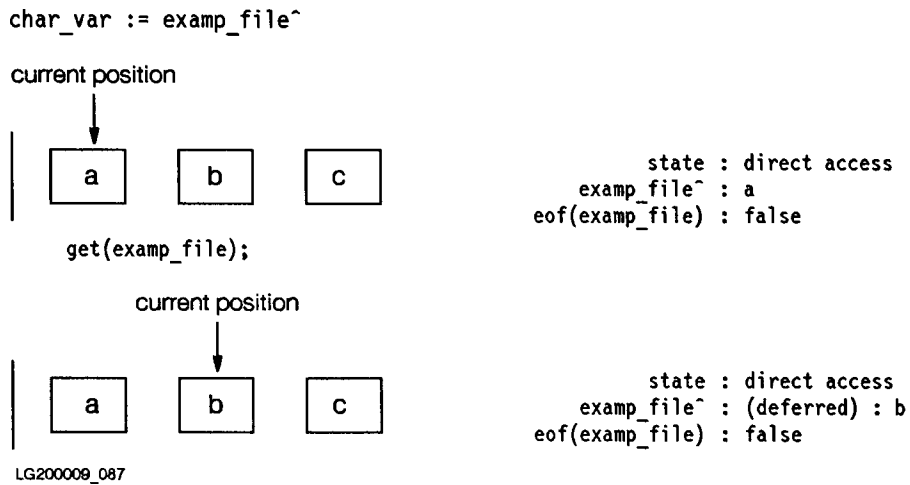 char_var := examp_file^
current position
a b c
state : direct access
examp_file^ : a
eof(examp_file) : false
get(examp_file);
current position
a b c
state : direct access
examp_file^ : (deferred) : b
eof(examp_file) : false
LG200009_087